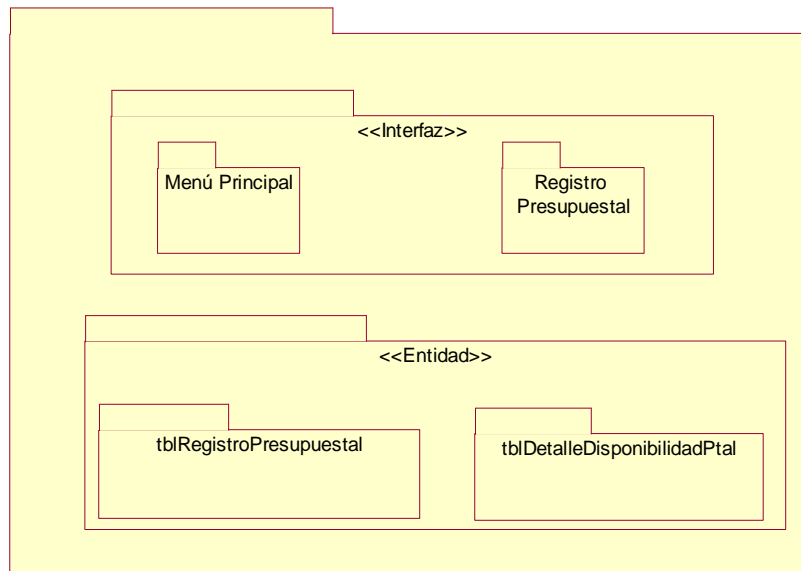 <<Interfaz>>
Menú Principal
Registro
Presupuestal
<<Entidad>>
tblRegistroPresupuestal
tblDetalleDisponibilidadPtal